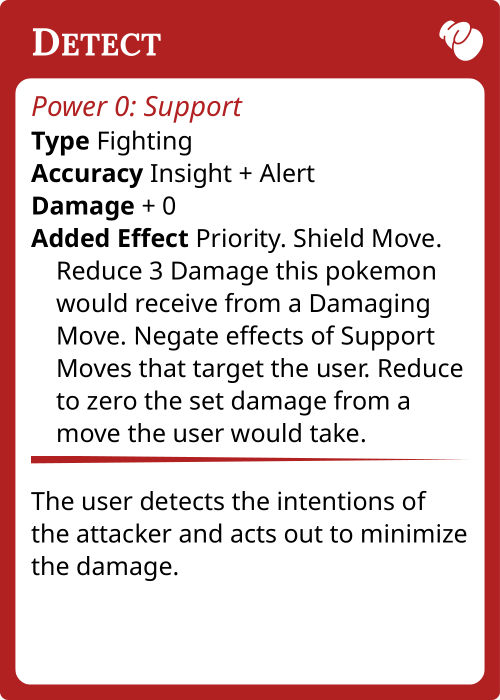 Detect
Power 0: Support
Type Fighting
Accuracy Insight + Alert
Damage + 0
Added Effect Priority. Shield Move.
Reduce 3 Damage this pokemon
would receive from a Damaging
Move. Negate effects of Support
Moves that target the user. Reduce
to zero the set damage from a
move the user would take.
The user detects the intentions of
the attacker and acts out to minimize
the damage.